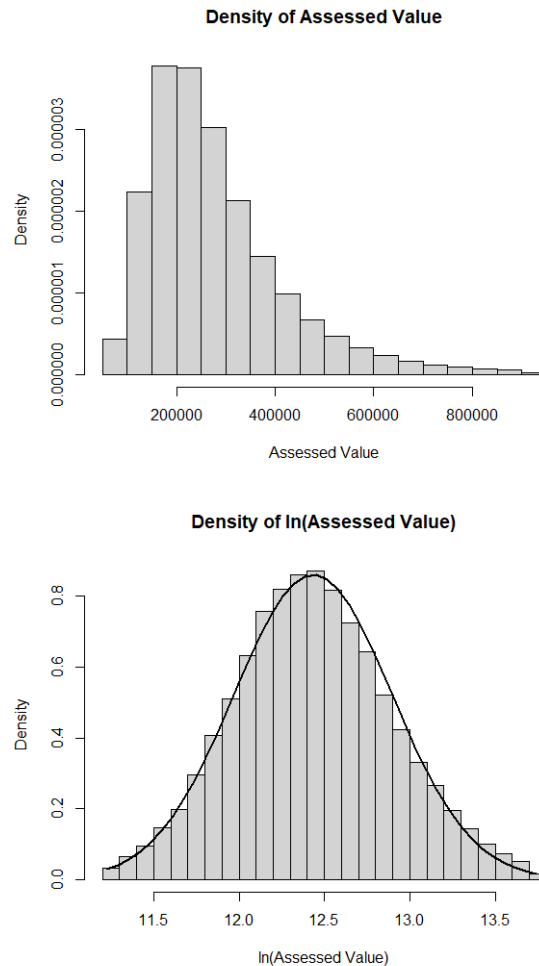 Density of Assessed Value
Density
0.000003
0.000002
0.000001
0.000000
200000 400000 600000 800000
Assessed Value
Density of ln(Assessed Value)
Density
0.8
0.6
0.4
0.2
0.0
11.5 12.0 12.5 13.0 13.5
ln(Assessed Value)